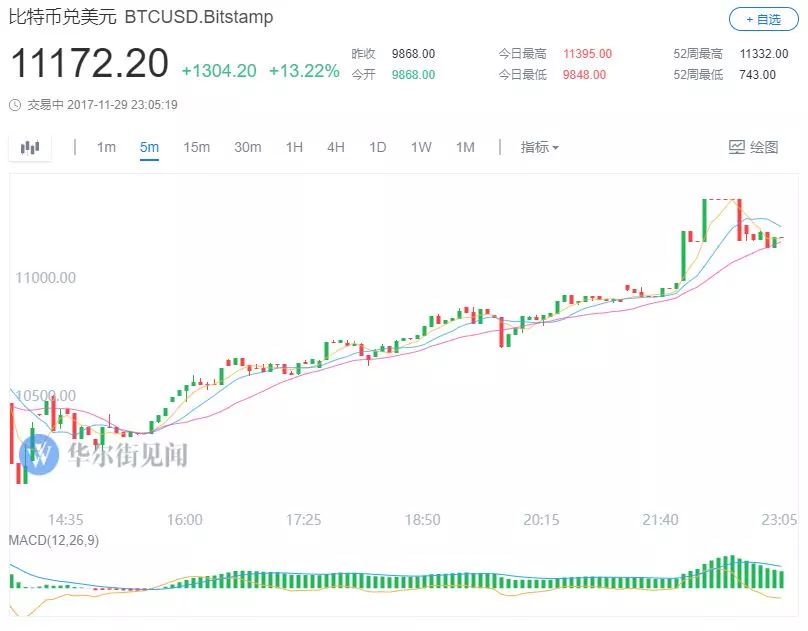 比特币兑美元 BTCUSD.Bitstamp
+ 自选
11172.20 +1304.20 +13.22%
昨收 9868.00 今日最高 11395.00 52周最高 11332.00
今开 9868.00 今日最低 9848.00 52周最低 743.00
交易中 2017-11-29 23:05:19
1m 5m 15m 30m 1H 4H 1D 1W 1M 指标 绘图
11000.00
10500.00
W 华尔街见闻
14:35 16:00 17:25 18:50 20:15 21:40 23:05
MACD(12,26,9)